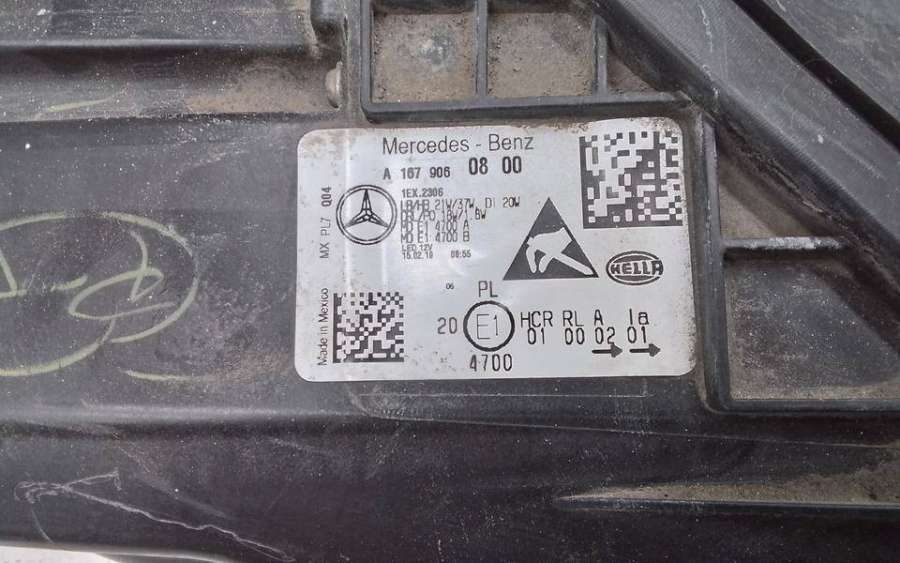 Mercedes - Benz
A 167 906 08 00
1EX.2306
LB/HB 21W/37W, DI 20W
DRL/PO 18W/1.6W
MD E1 4700 A
MD E1 4700 B
LED 12V
15.02.19 08:55
MX PL7 Q04
HELLA
06
PL
Made in Mexico
20 E1 HCR RL A 1a
01 00 02 01
4700